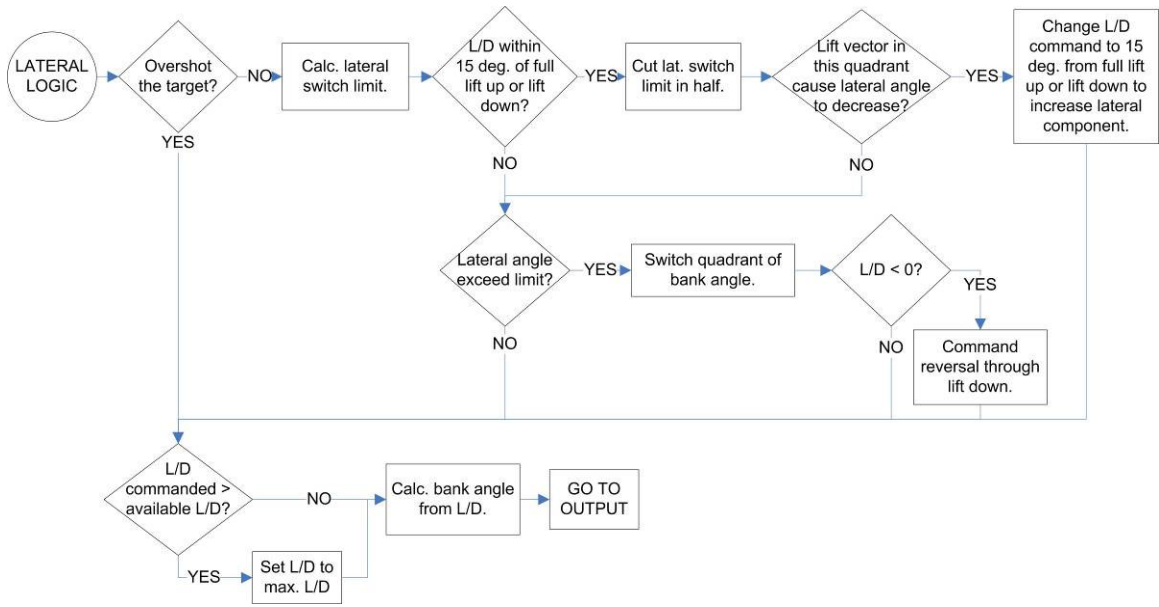 LATERAL
LOGIC
Overshot
the target?
NO
YES
Calc. lateral
switch limit.
L/D within
15 deg. of full
lift up or lift
down?
YES
NO
Cut lat. switch
limit in half.
Lift vector in
this quadrant
cause lateral angle
to decrease?
YES
NO
Change L/D
command to 15
deg. from full lift
up or lift down to
increase lateral
component.
Lateral angle
exceed limit?
YES
NO
Switch quadrant of
bank angle.
L/D < 0?
YES
NO
Command
reversal through
lift down.
L/D
commanded >
available L/D?
NO
YES
Set L/D to
max. L/D
Calc. bank angle
from L/D.
GO TO
OUTPUT